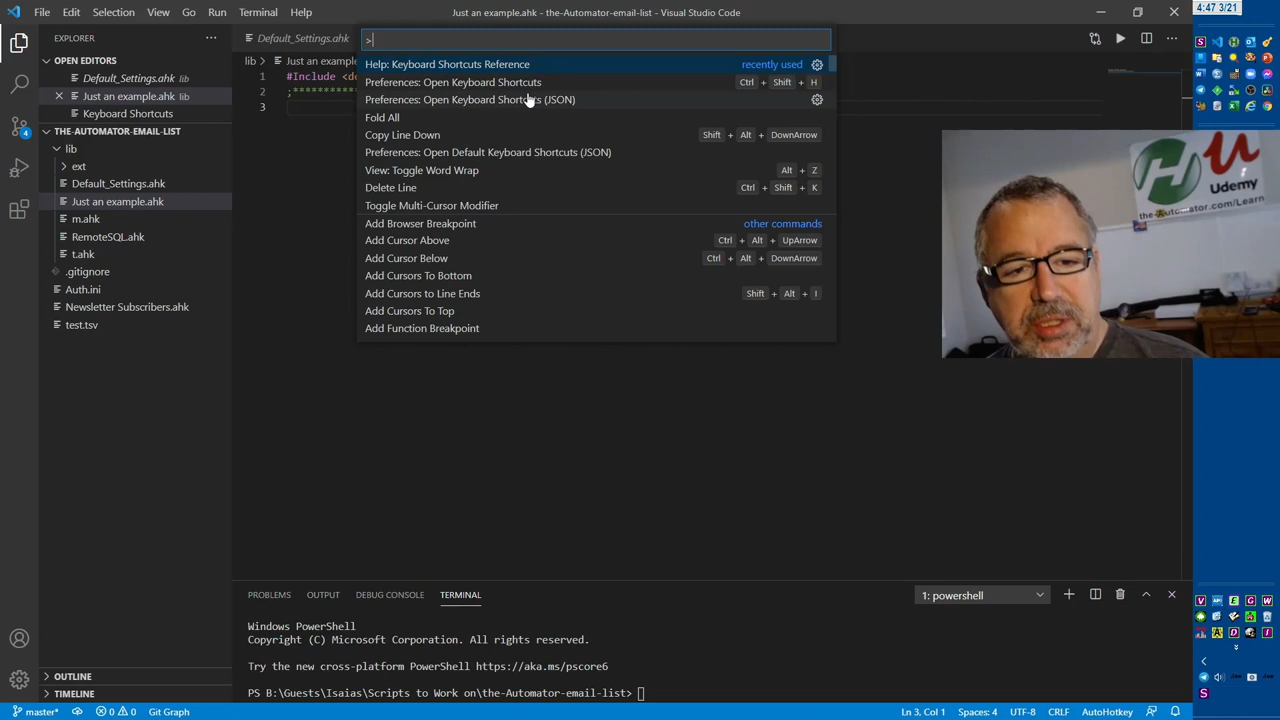 File Edit Selection View Go Run Terminal Help
Just an example.ahk - the-Automator-email-list - Visual Studio Code
4:47 3/21
EXPLORER
OPEN EDITORS
Default_Settings.ahk lib
Just an example.ahk lib
Keyboard Shortcuts
THE-AUTOMATOR-EMAIL-LIST
lib
ext
Default_Settings.ahk
Just an example.ahk
m.ahk
RemoteSQL.ahk
t.ahk
.gitignore
Auth.ini
Newsletter Subscribers.ahk
test.tsv
OUTLINE
TIMELINE
Default_Settings.ahk
lib > Just an example
1 #Include <d
2 ;*********
3
>
Help: Keyboard Shortcuts Reference recently used
Preferences: Open Keyboard Shortcuts Ctrl + Shift + H
Preferences: Open Keyboard Shortcuts (JSON)
Fold All
Copy Line Down Shift + Alt + DownArrow
Preferences: Open Default Keyboard Shortcuts (JSON)
View: Toggle Word Wrap Alt + Z
Delete Line Ctrl + Shift + K
Toggle Multi-Cursor Modifier
Add Browser Breakpoint other commands
Add Cursor Above Ctrl + Alt + UpArrow
Add Cursor Below Ctrl + Alt + DownArrow
Add Cursors To Bottom
Add Cursors to Line Ends Shift + Alt + I
Add Cursors To Top
Add Function Breakpoint
Udemy
the-Automator.com/Learn
PROBLEMS OUTPUT DEBUG CONSOLE TERMINAL
1: powershell
Windows PowerShell
Copyright (C) Microsoft Corporation. All rights reserved.
Try the new cross-platform PowerShell https://aka.ms/pscore6
PS B:\Guests\Isaias\Scripts to Work on\the-Automator-email-list>
master* 0 0 Git Graph
Ln 3, Col 1 Spaces: 4 UTF-8 CRLF AutoHotkey